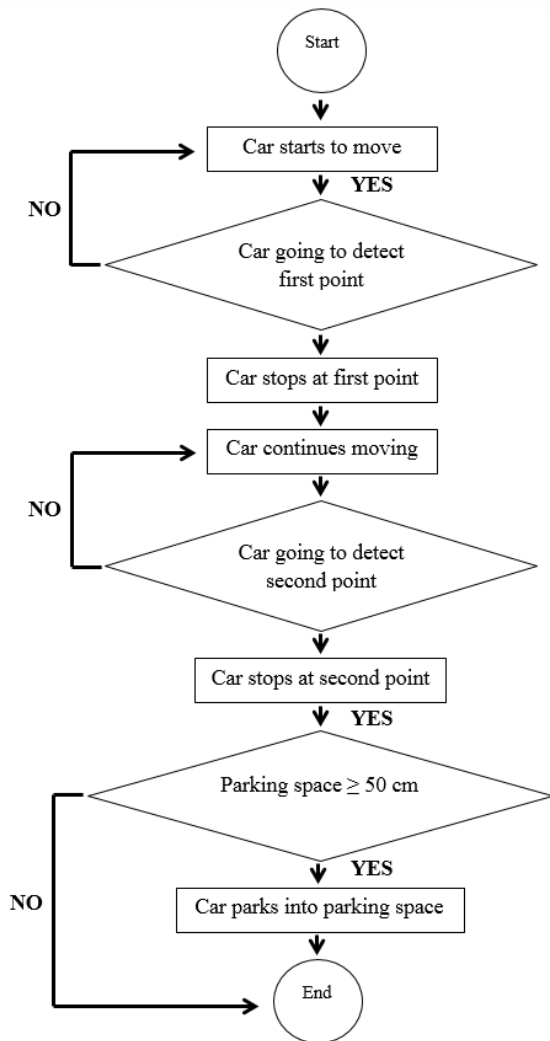 Start
Car starts to move
YES
NO
Car going to detect
first point
Car stops at first point
Car continues moving
NO
Car going to detect
second point
Car stops at second point
YES
Parking space ≥ 50 cm
YES
NO
Car parks into parking space
End